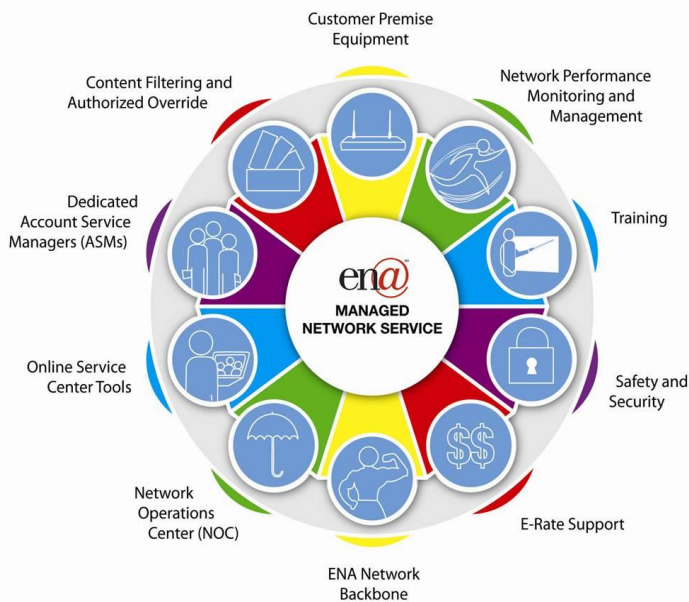 Customer Premise
Equipment
Network Performance
Monitoring and
Management
Training
Safety and
Security
E-Rate Support
ENA Network
Backbone
Network
Operations
Center (NOC)
Online Service
Center Tools
Dedicated
Account Service
Managers (ASMs)
Content Filtering and
Authorized Override
en@™
MANAGED
NETWORK SERVICE
$$